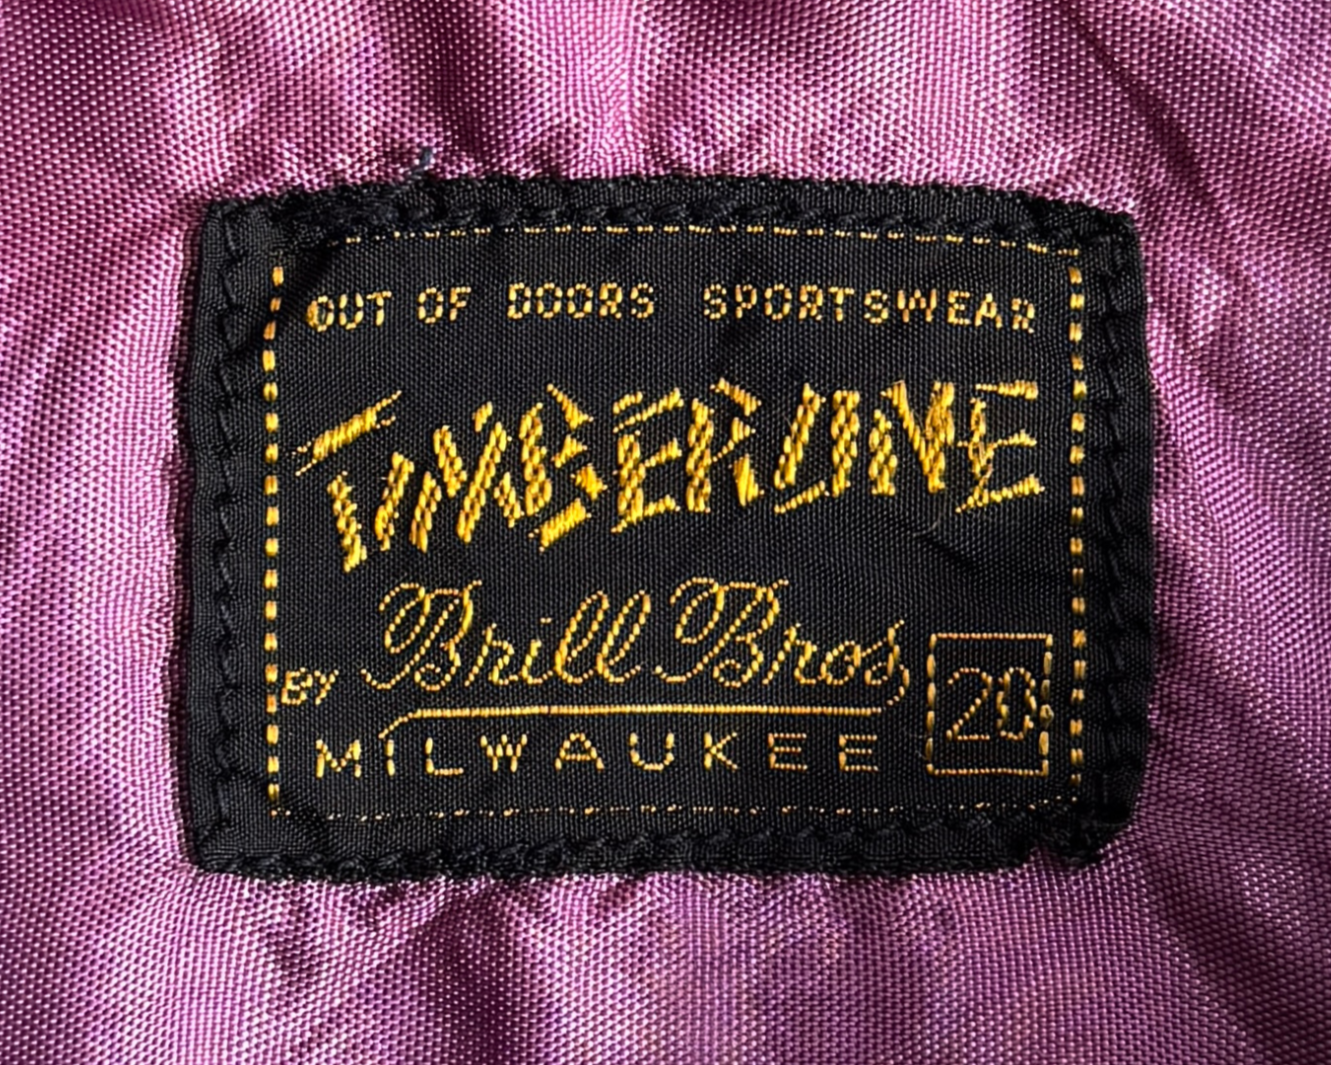 OUT OF DOORS SPORTSWEAR
TIMBERLINE
BY Brill Bros
20
MILWAUKEE